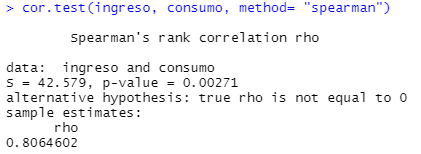 > cor.test(ingreso, consumo, method= "spearman")
Spearman's rank correlation rho
data:  ingreso and consumo
S = 42.579, p-value = 0.00271
alternative hypothesis: true rho is not equal to 0
sample estimates:
rho
0.8064602